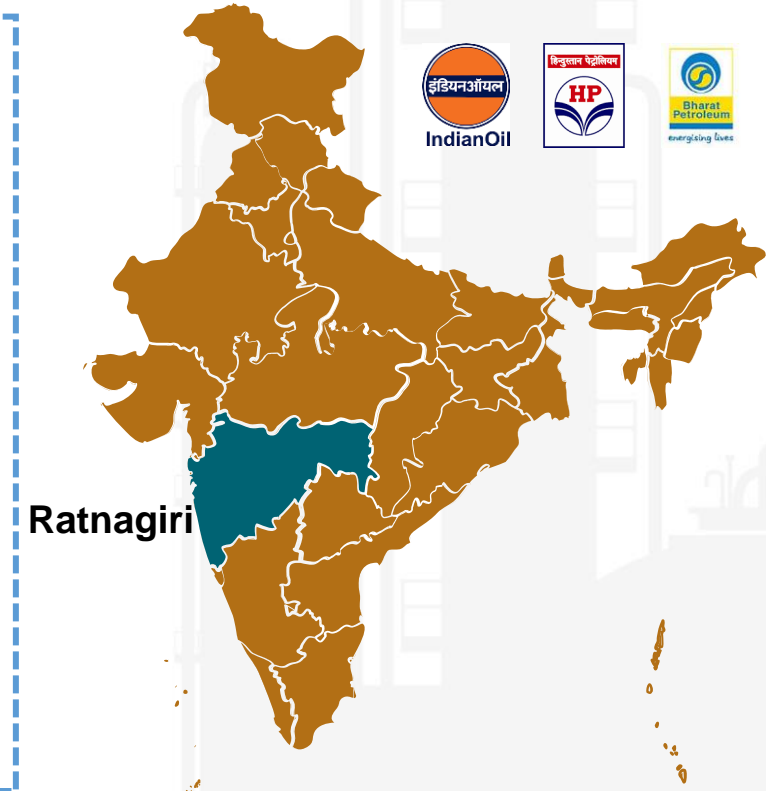 इंडियनऑयल
IndianOil
हिन्दुस्तान पेट्रोलियम
HP
Bharat
Petroleum
energising lives
Ratnagiri